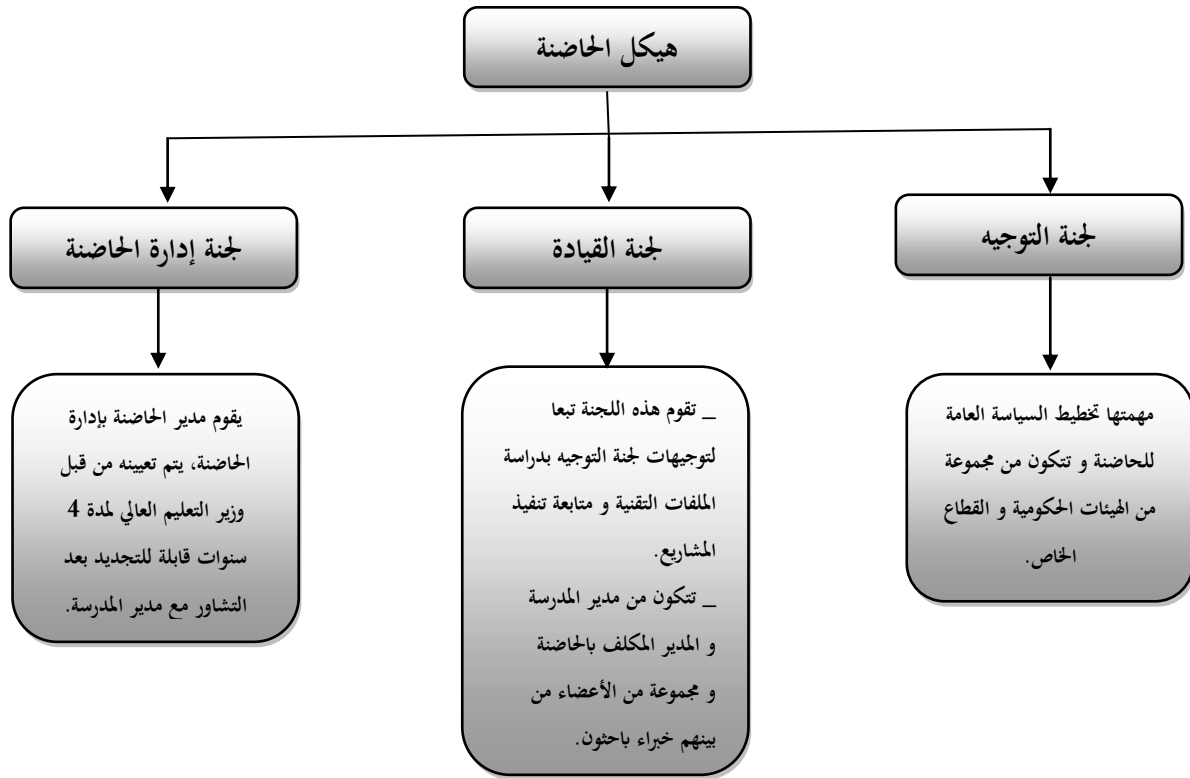 هيكل الحاضنة
لجنة التوجيه
لجنة القيادة
لجنة إدارة الحاضنة
مهمتها تخطيط السياسة العامة
للحاضنة و تتكون من مجموعة
من الهيئات الحكومية و القطاع
الخاص.
_ تقوم هذه اللجنة تبعا
لتوجيهات لجنة التوجيه بدراسة
الملفات التقنية و متابعة تنفيذ
المشاريع.
_ تتكون من مدير المدرسة
و المدير المكلف بالحاضنة
و مجموعة من الأعضاء من
بينهم خبراء باحثون.
يقوم مدير الحاضنة بإدارة
الحاضنة، يتم تعيينه من قبل
وزير التعليم العالي لمدة 4
سنوات قابلة للتجديد بعد
التشاور مع مدير المدرسة.